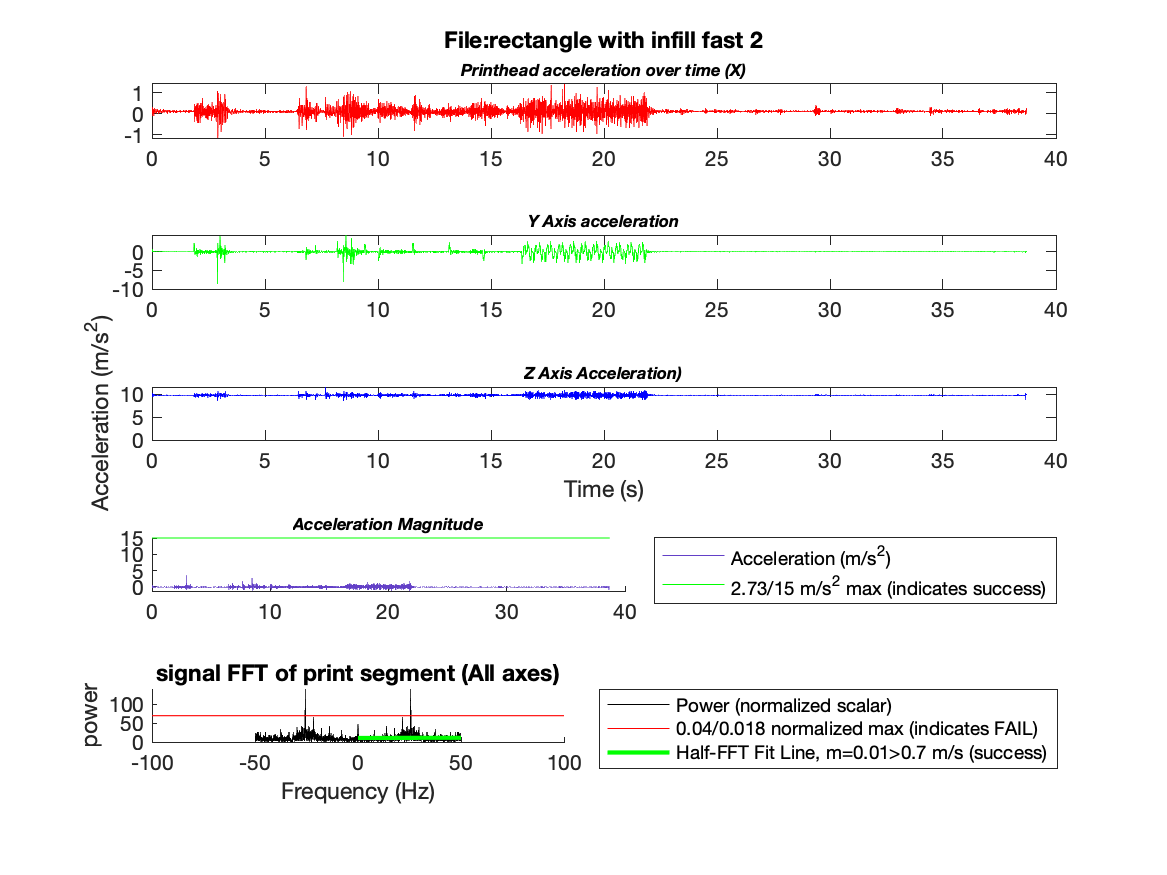 File:rectangle with infill fast 2
Printhead acceleration over time (X)
1
0
-1
0 5 10 15 20 25 30 35 40
Y Axis acceleration
0
-5
-10
0 5 10 15 20 25 30 35 40
Z Axis Acceleration)
10
5
0
0 5 10 15 20 25 30 35 40
Time (s)
Acceleration (m/s²)
Acceleration Magnitude
15
10
5
0
0 10 20 30 40
Acceleration (m/s²)
2.73/15 m/s² max (indicates success)
signal FFT of print segment (All axes)
power
100
50
0
-100 -50 0 50 100
Frequency (Hz)
Power (normalized scalar)
0.04/0.018 normalized max (indicates FAIL)
Half-FFT Fit Line, m=0.01>0.7 m/s (success)